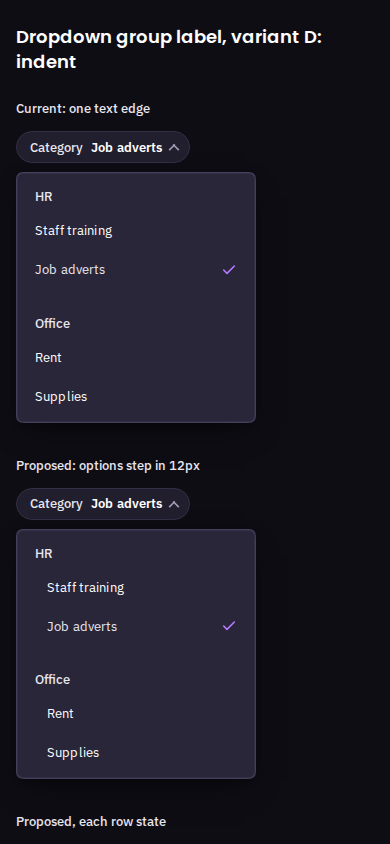 Dropdown group label, variant D:
indent
Current: one text edge
Category Job adverts
HR
Staff training
Job adverts
Office
Rent
Supplies
Proposed: options step in 12px
Category Job adverts
HR
Staff training
Job adverts
Office
Rent
Supplies
Proposed, each row state